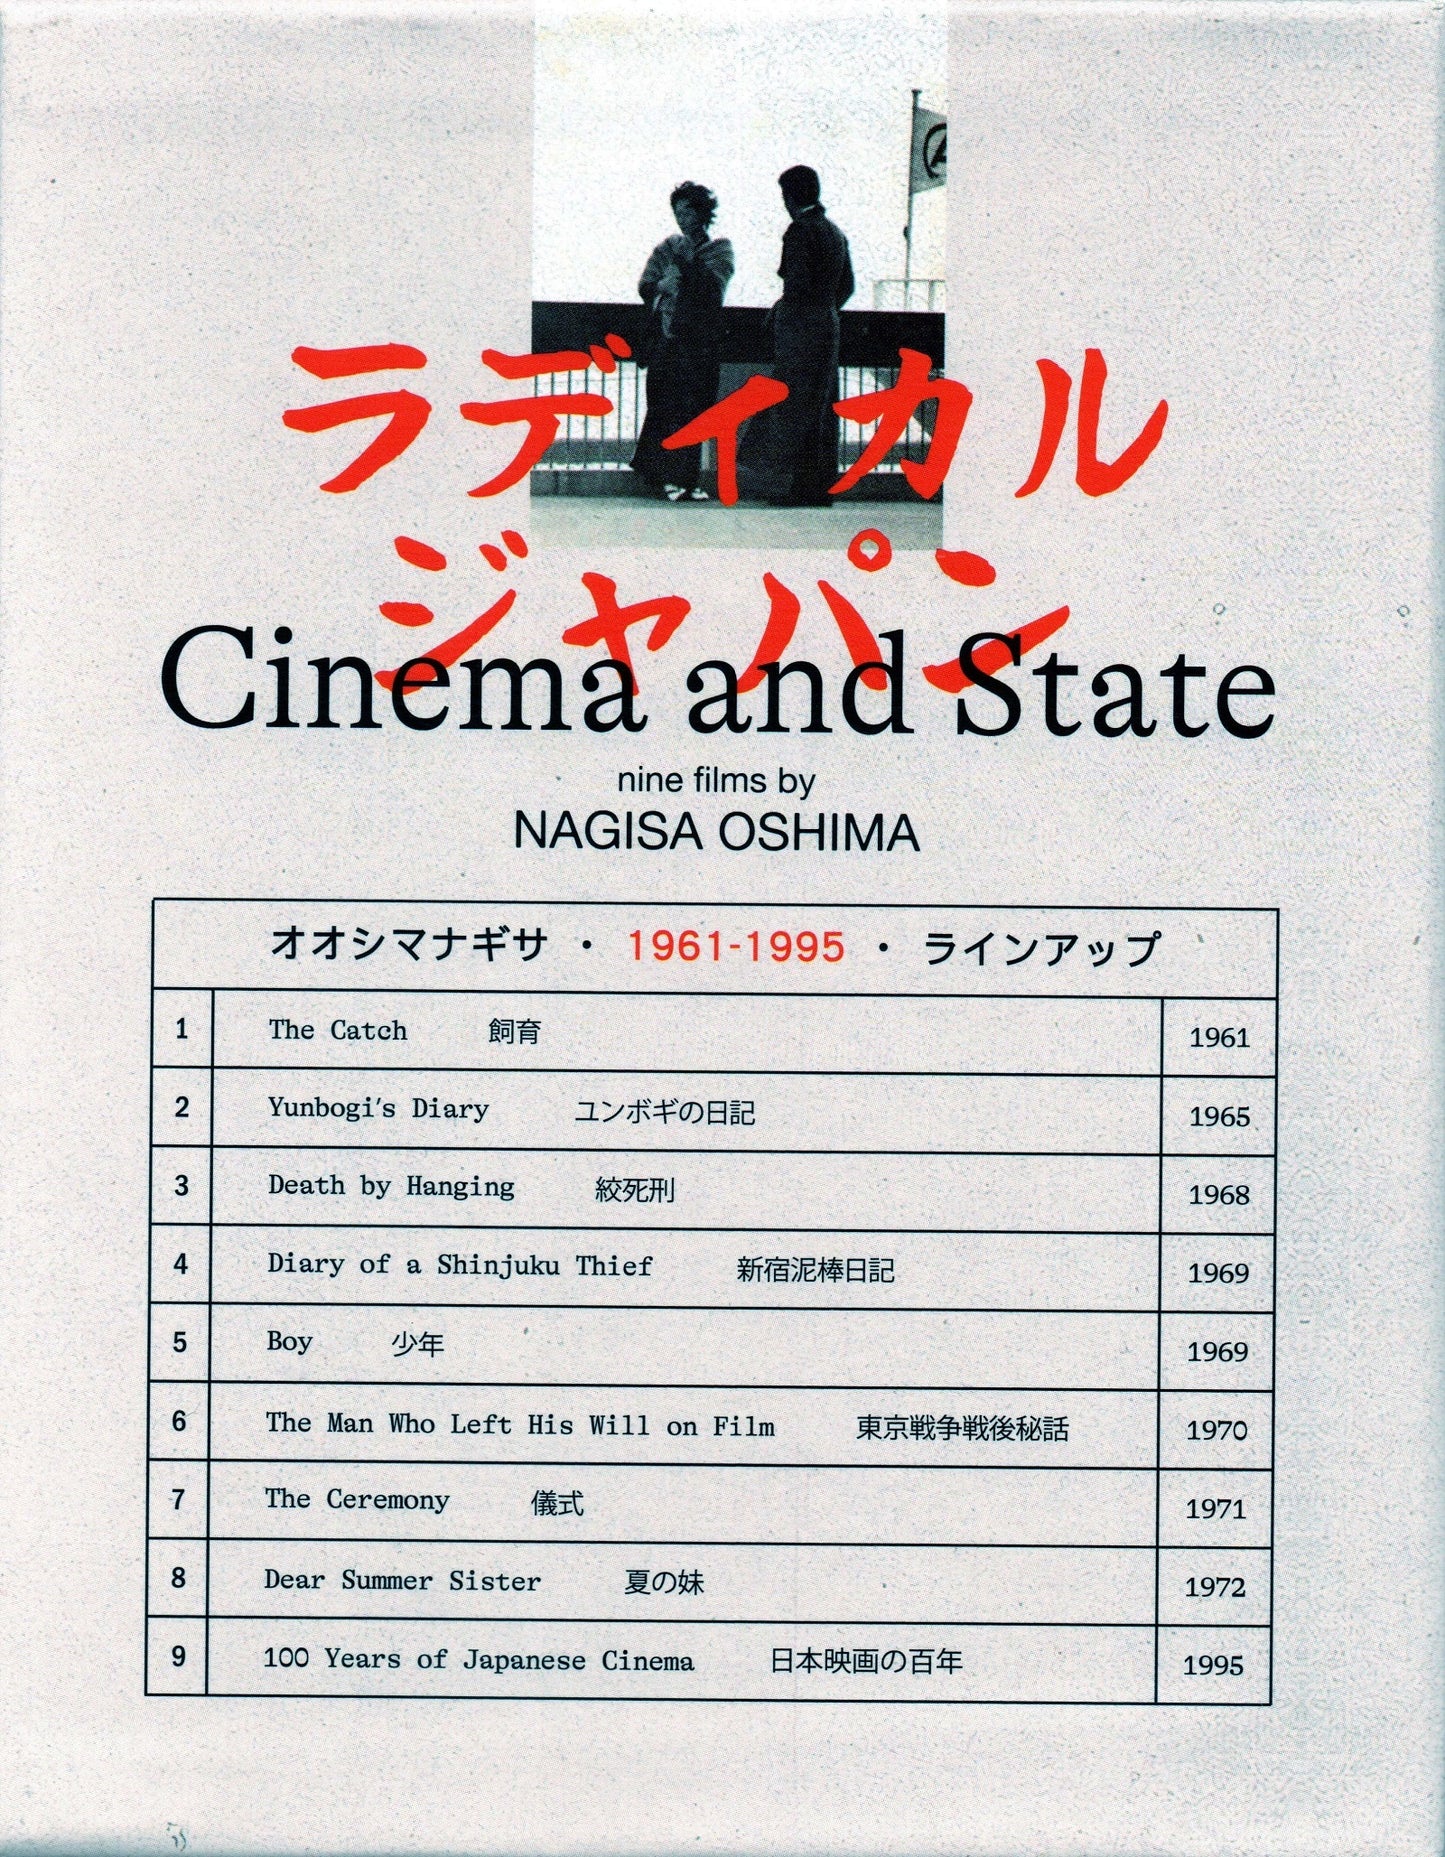 ラディカル
ジャパン
Cinema and State
nine films by
NAGISA OSHIMA
オオシマナギサ ・ 1961-1995 ・ ラインアップ
1 The Catch 飼育 1961
2 Yunbogi's Diary ユンボギの日記 1965
3 Death by Hanging 絞死刑 1968
4 Diary of a Shinjuku Thief 新宿泥棒日記 1969
5 Boy 少年 1969
6 The Man Who Left His Will on Film 東京戦争戦後秘話 1970
7 The Ceremony 儀式 1971
8 Dear Summer Sister 夏の妹 1972
9 100 Years of Japanese Cinema 日本映画の百年 1995